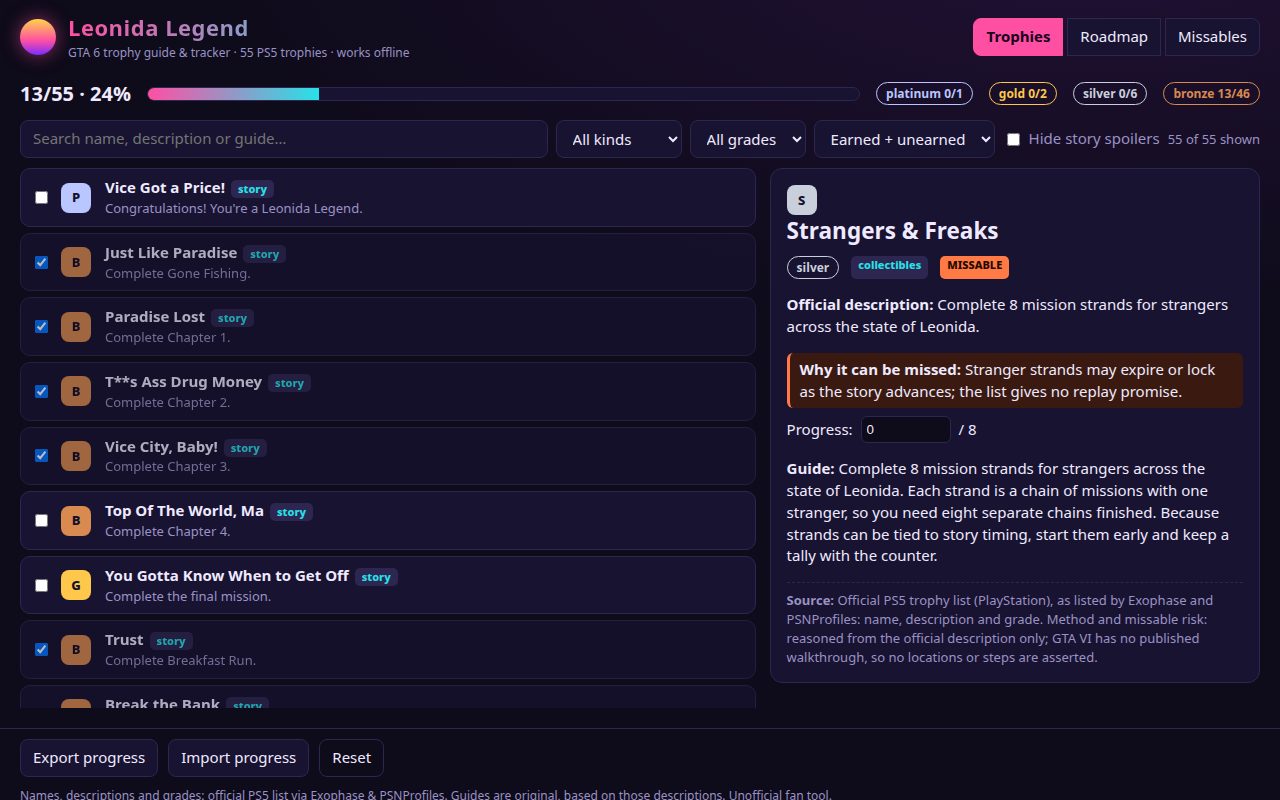 Leonida Legend
GTA 6 trophy guide & tracker · 55 PS5 trophies · works offline
Trophies
Roadmap
Missables
13/55 · 24%
platinum 0/1
gold 0/2
silver 0/6
bronze 13/46
Search name, description or guide...
All kinds
All grades
Earned + unearned
Hide story spoilers
55 of 55 shown
P
Vice Got a Price! story
Congratulations! You're a Leonida Legend.
B
Just Like Paradise story
Complete Gone Fishing.
B
Paradise Lost story
Complete Chapter 1.
B
T**s Ass Drug Money story
Complete Chapter 2.
B
Vice City, Baby! story
Complete Chapter 3.
B
Top Of The World, Ma story
Complete Chapter 4.
G
You Gotta Know When to Get Off story
Complete the final mission.
B
Trust story
Complete Breakfast Run.
Break the Bank story
S
Strangers & Freaks
silver
collectibles
MISSABLE
Official description: Complete 8 mission strands for strangers
across the state of Leonida.
Why it can be missed: Stranger strands may expire or lock
as the story advances; the list gives no replay promise.
Progress: 0 / 8
Guide: Complete 8 mission strands for strangers across the
state of Leonida. Each strand is a chain of missions with one
stranger, so you need eight separate chains finished. Because
strands can be tied to story timing, start them early and keep a
tally with the counter.
Source: Official PS5 trophy list (PlayStation), as listed by Exophase and
PSNProfiles: name, description and grade. Method and missable risk:
reasoned from the official description only; GTA VI has no published
walkthrough, so no locations or steps are asserted.
Export progress
Import progress
Reset
Names, descriptions and grades: official PS5 list via Exophase & PSNProfiles. Guides are original, based on those descriptions. Unofficial fan tool.